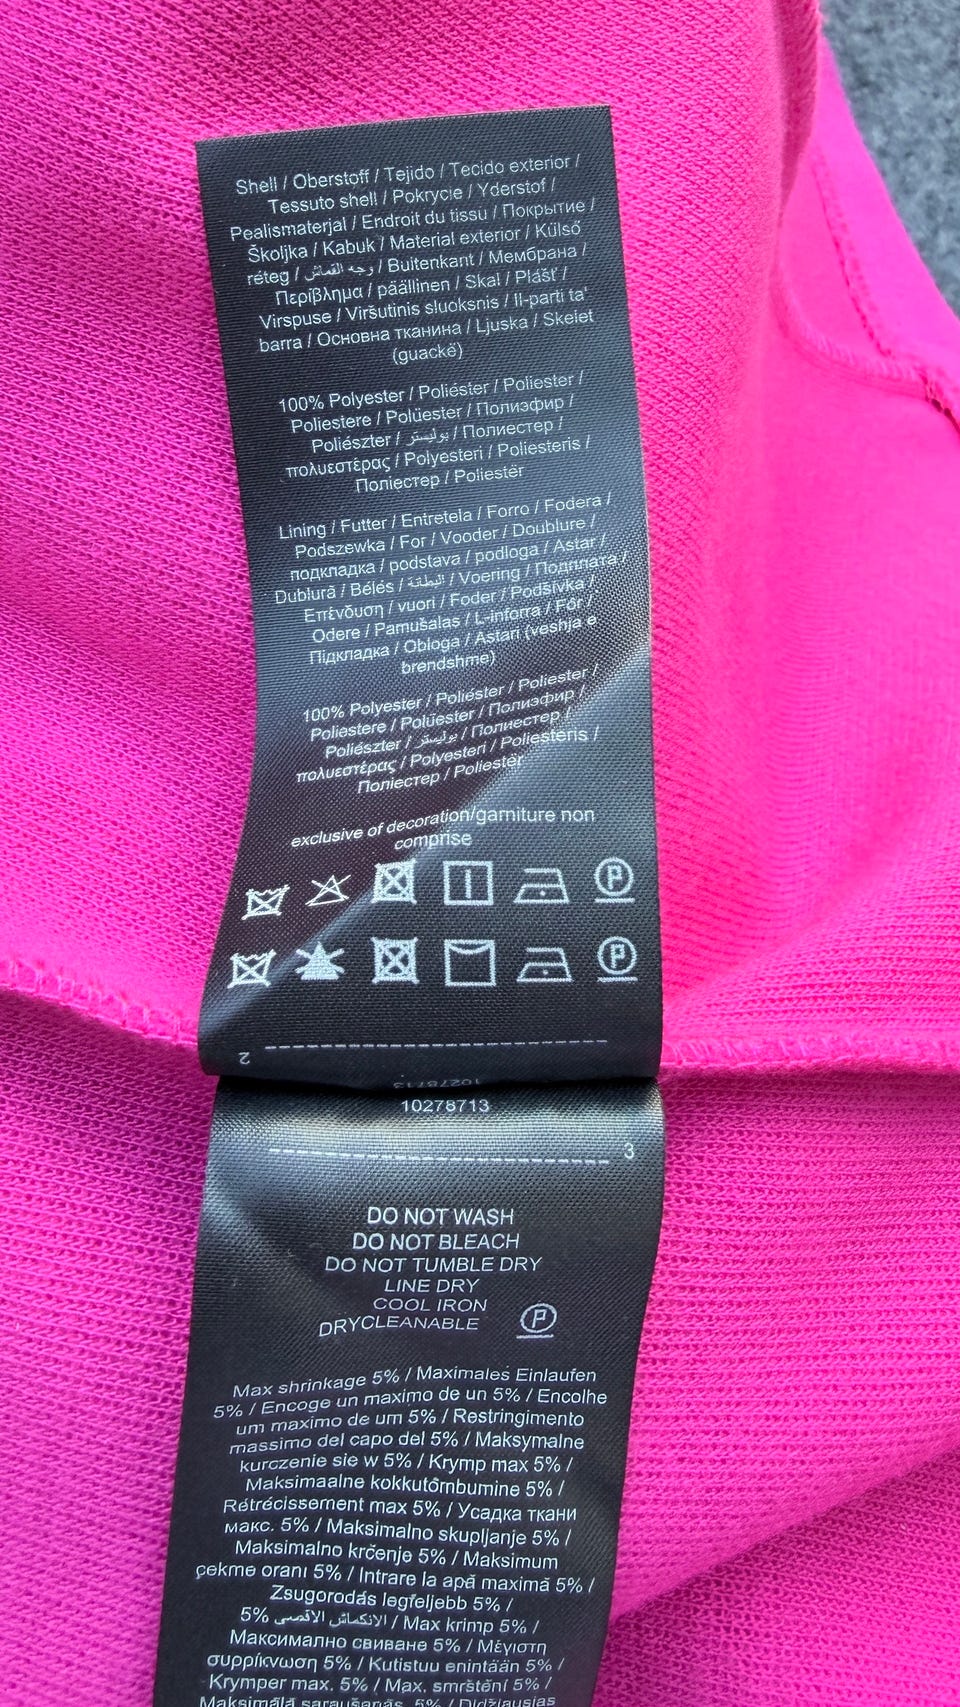 Shell / Oberstoff / Tejido / Tecido exterior /
Tessuto shell / Pokrycie / Yderstof /
Pealismaterjal / Endroit du tissu / Покрытие /
Školjka / Kabuk / Material exterior / Külső
réteg / وجه القماش / Buitenkant / Мембрана /
Περίβλημα / päällinen / Skal / Plášť /
Virspuse / Viršutinis sluoksnis / Il-parti ta'
barra / Основна тканина / Ljuska / Skelet
(guackë)
100% Polyester / Poliéster / Poliester /
Poliestere / Polüester / Полиэфир /
Poliészter / بوليستر / Полиестер /
πολυεστέρας / Polyesteri / Poliesteris /
Поліестер / Poliestër
Lining / Futter / Entretela / Forro / Fodera /
Podszewka / For / Vooder / Doublure /
подкладка / podstava / podloga / Astar /
Dublură / Bélés / البطانة / Voering / Подплата /
Επένδυση / vuori / Foder / Podšívka /
Odere / Pamušalas / L-inforra / Fór /
Підкладка / Obloga / Astari (veshja e
brendshme)
100% Polyester / Poliéster / Poliester /
Poliestere / Polüester / Полиэфир /
Poliészter / بوليستر / Полиестер /
πολυεστέρας / Polyesteri / Poliesteris /
Поліестер / Poliestër
exclusive of decoration/garniture non
comprise
P
P
2
10278713
10278713
3
DO NOT WASH
DO NOT BLEACH
DO NOT TUMBLE DRY
LINE DRY
COOL IRON
DRYCLEANABLE P
Max shrinkage 5% / Maximales Einlaufen
5% / Encoge un maximo de un 5% / Encolhe
um maximo de um 5% / Restringimento
massimo del capo del 5% / Maksymalne
kurczenie sie w 5% / Krymp max 5% /
Maksimaalne kokkutõrnbumine 5% /
Rétrécissement max 5% / Усадка ткани
макс. 5% / Maksimalno skupljanje 5% /
Maksimalno krčenje 5% / Maksimum
çekme oranı 5% / Intrare la apă maximă 5% /
Zsugorodás legfeljebb 5% /
5% الانكماش الاقصى / Max krimp 5% /
Максимално свиване 5% / Μέγιστη
συρρίκνωση 5% / Kutistuu enintään 5% /
Krymper max. 5% / Max. smrštění 5% /
Maksimālā saraušanās 5% / Didžiausias